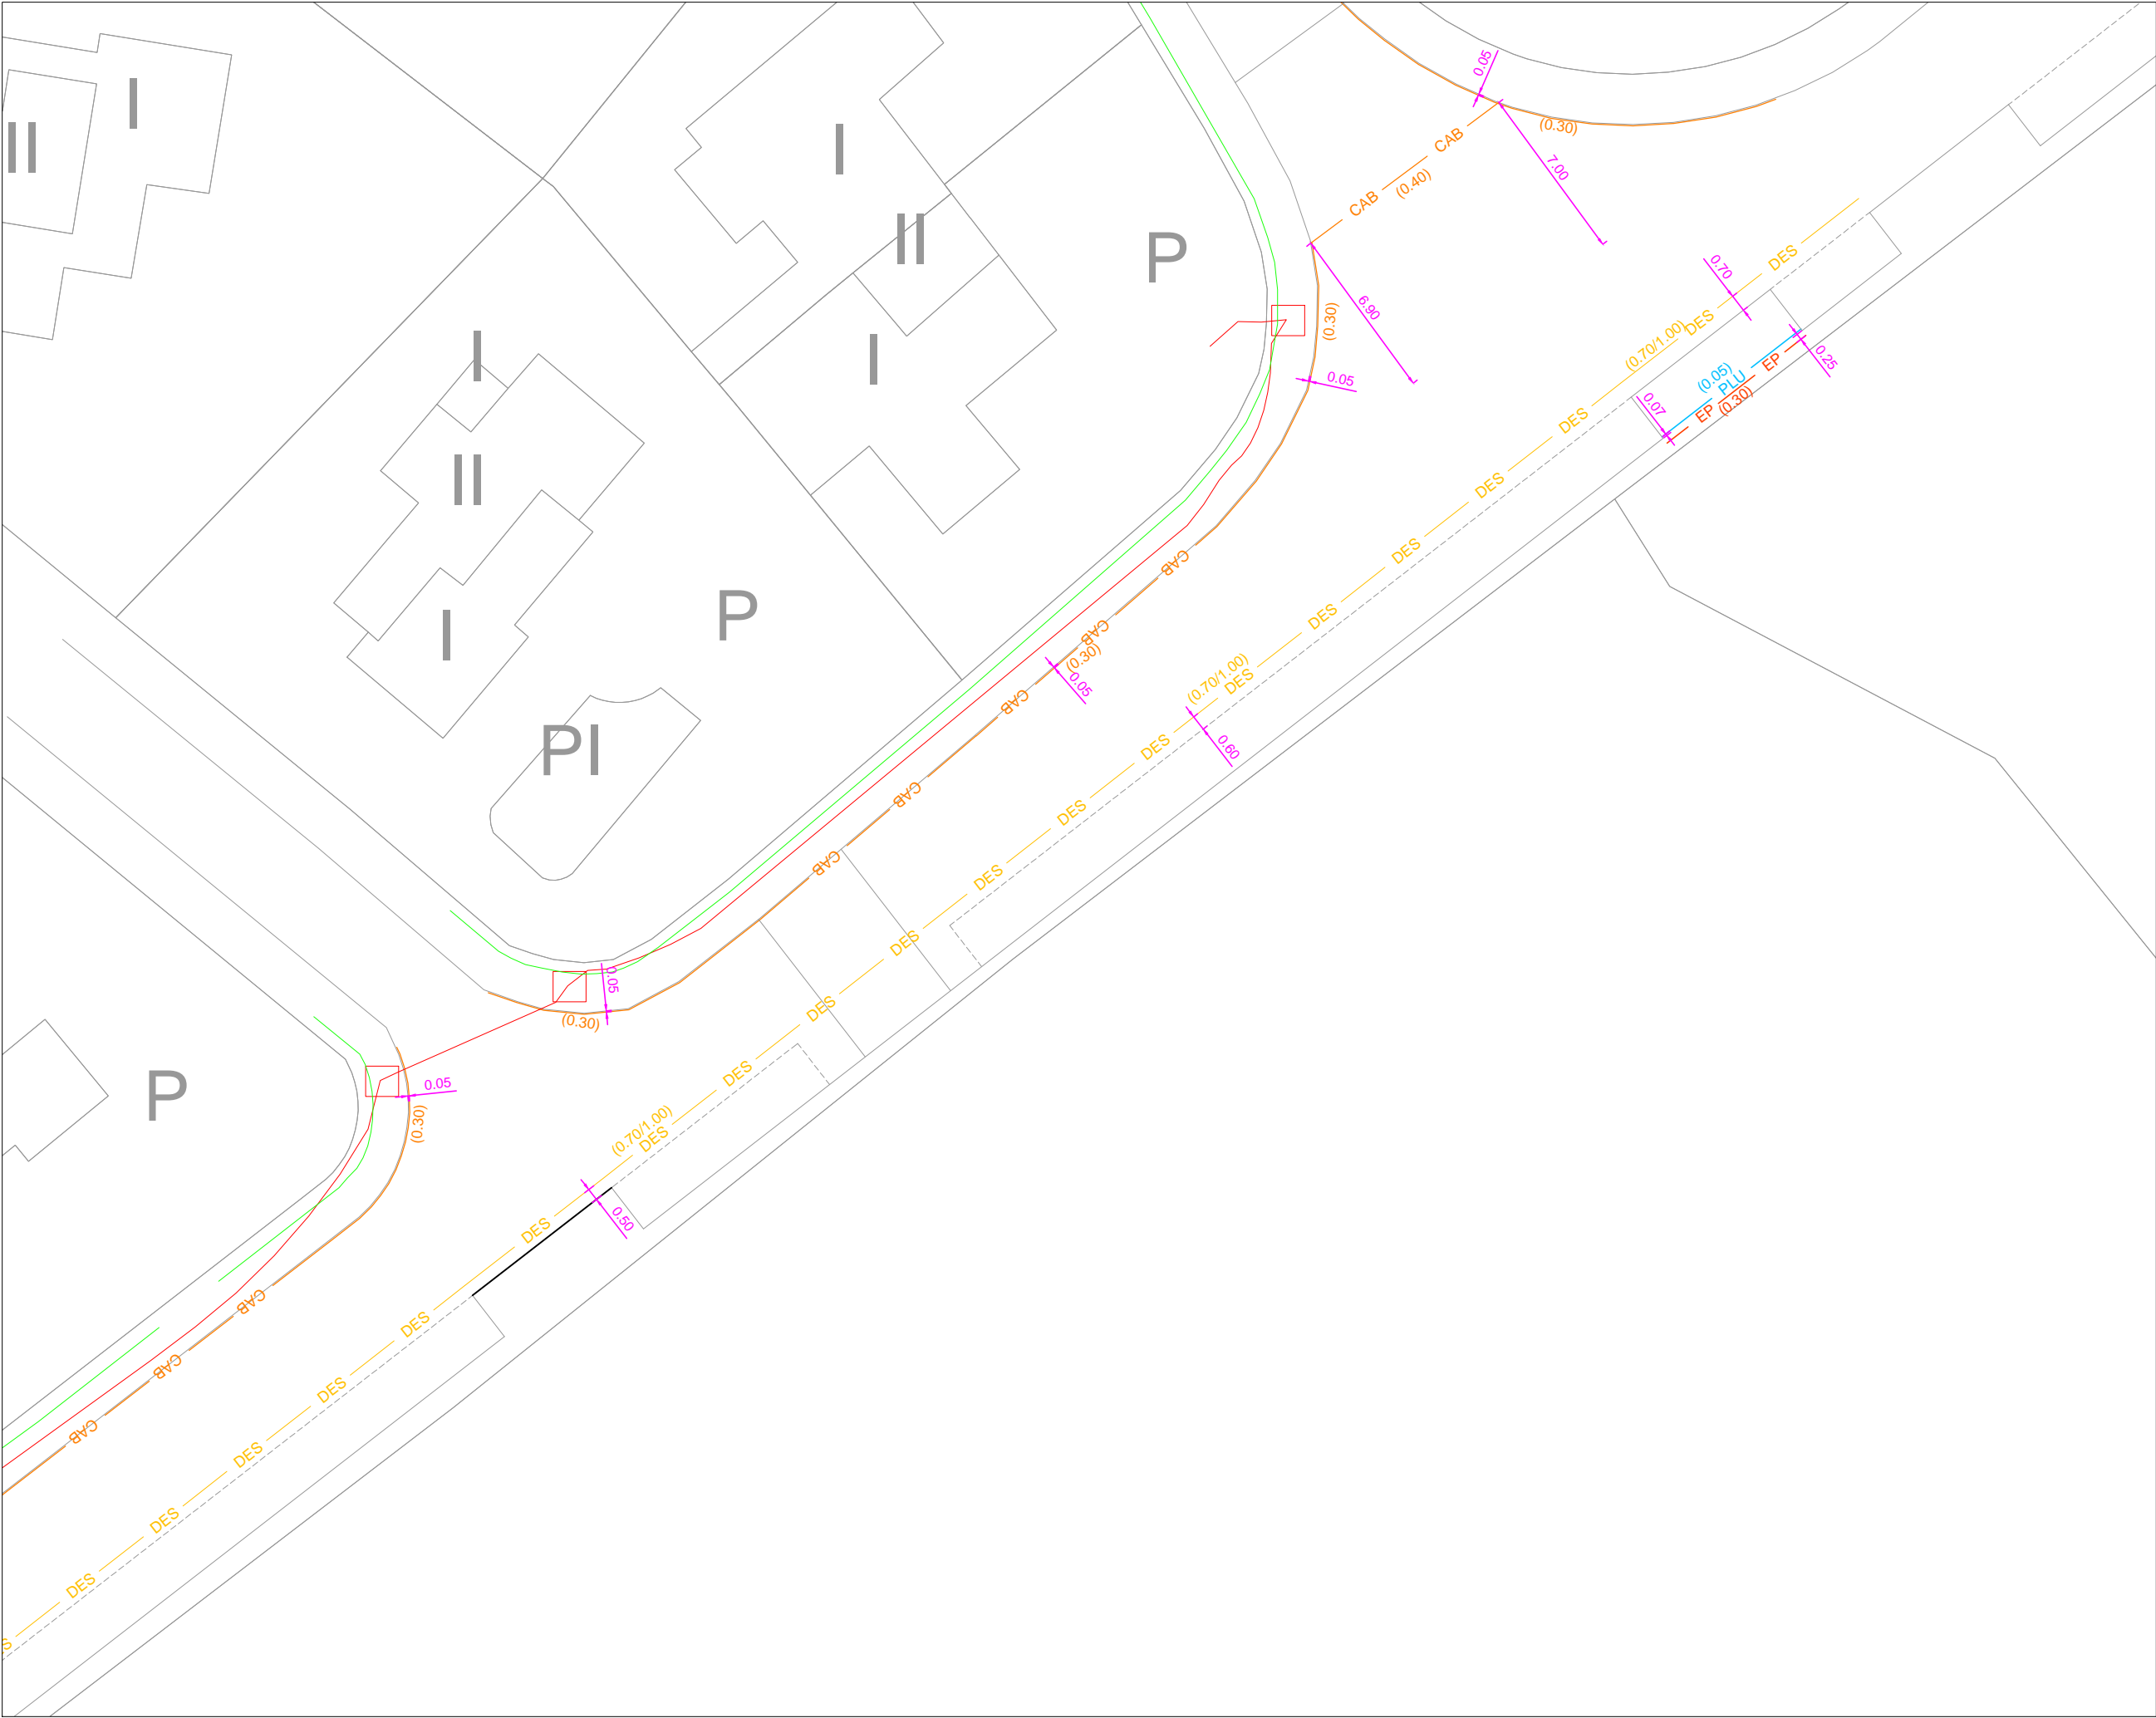 I
II
I
II
I
P
I
II
I
P
PI
P
0.05
(0.30)
CAB
CAB
(0.40)
7.00
6.90
(0.30)
0.05
0.70
DES
DES
(0.70/1.00)
0.25
(0.05)
PLU
EP
EP
(0.30)
0.07
DES
DES
DES
DES
(0.70/1.00)
DES
0.60
DES
DES
DES
DES
DES
DES
(0.70/1.00)
DES
0.50
DES
DES
DES
DES
DES
DES
S
CAB
CAB
(0.30)
0.05
CAB
CAB
CAB
0.05
(0.30)
0.05
(0.30)
CAB
CAB
CAB